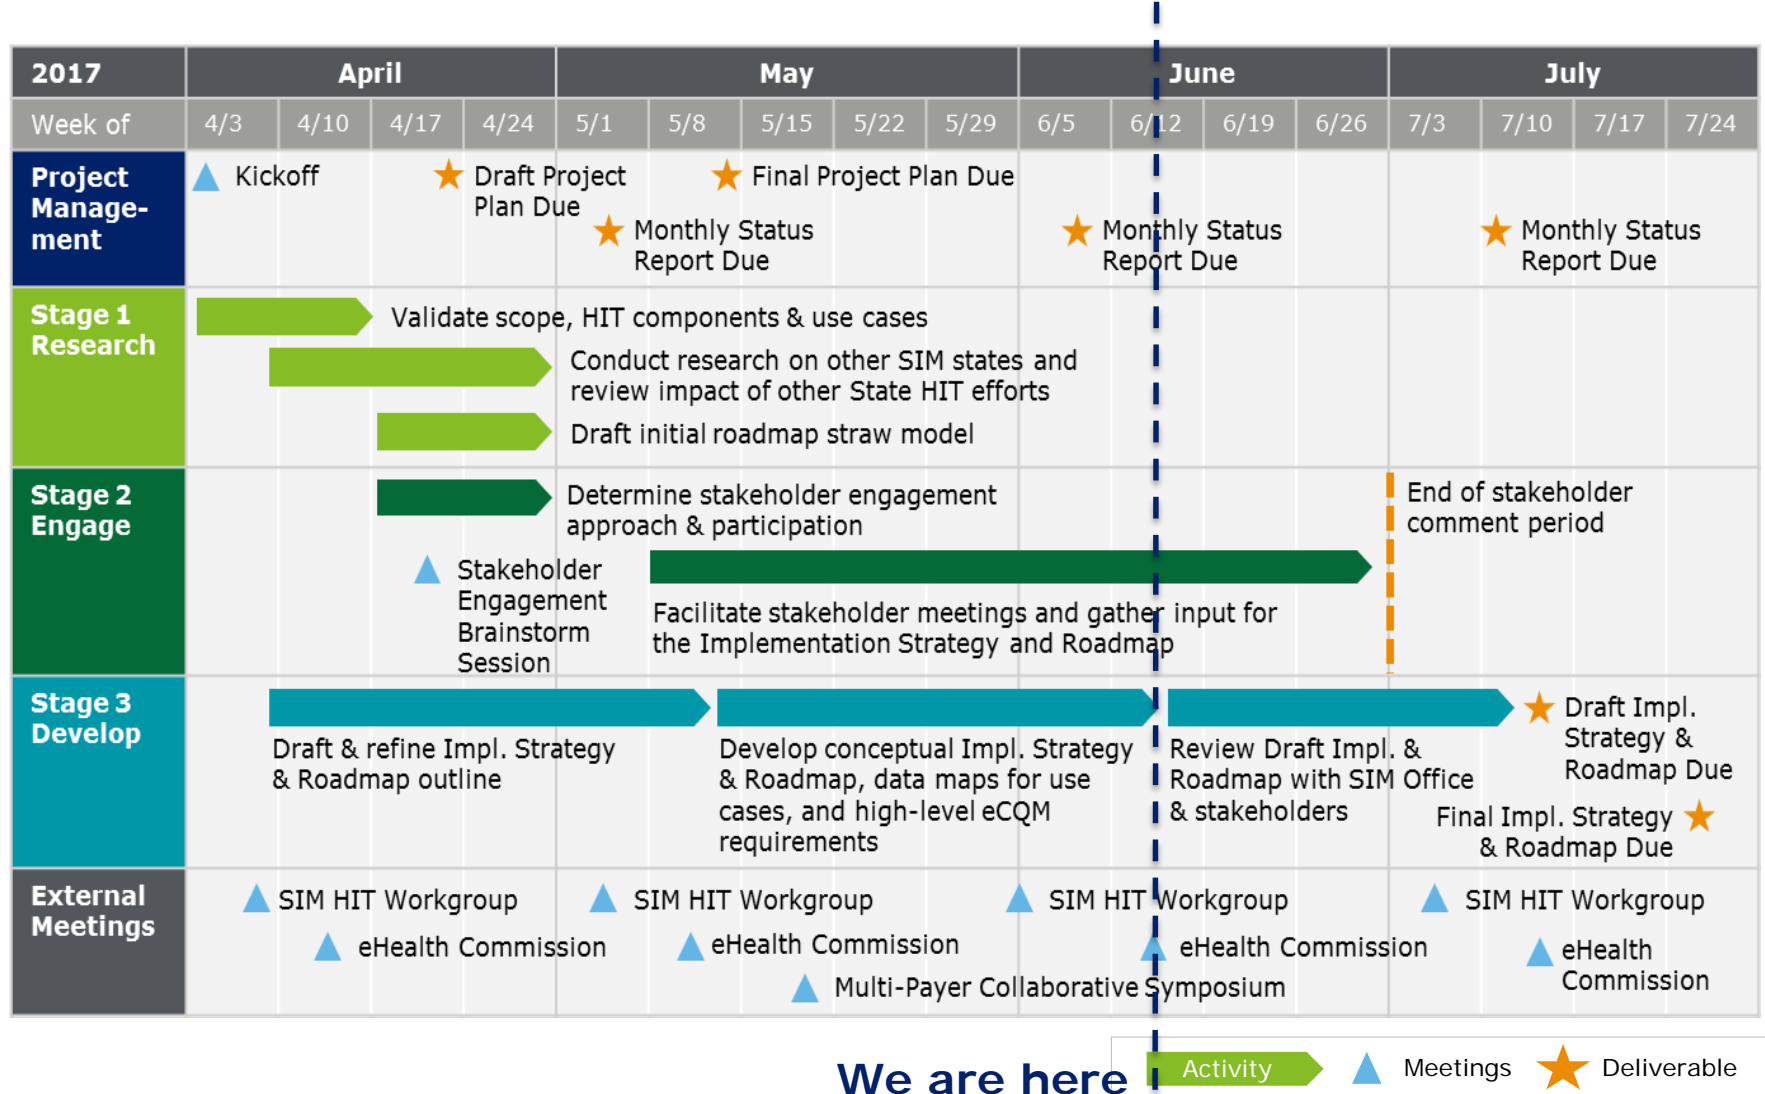 2017 April May June July
Week of 4/3 4/10 4/17 4/24 5/1 5/8 5/15 5/22 5/29 6/5 6/12 6/19 6/26 7/3 7/10 7/17 7/24
Project
Manage-
ment
Kickoff
Draft Project
Plan Due
Final Project Plan Due
Monthly Status
Report Due
Monthly Status
Report Due
Monthly Status
Report Due
Stage 1
Research
Validate scope, HIT components & use cases
Conduct research on other SIM states and
review impact of other State HIT efforts
Draft initial roadmap straw model
Stage 2
Engage
Determine stakeholder engagement
approach & participation
End of stakeholder
comment period
Stakeholder
Engagement
Brainstorm
Session
Facilitate stakeholder meetings and gather input for
the Implementation Strategy and Roadmap
Stage 3
Develop
Draft & refine Impl. Strategy
& Roadmap outline
Develop conceptual Impl. Strategy
& Roadmap, data maps for use
cases, and high-level eCQM
requirements
Review Draft Impl. &
Roadmap with SIM Office
& stakeholders
Draft Impl.
Strategy &
Roadmap Due
Final Impl. Strategy
& Roadmap Due
External
Meetings
SIM HIT Workgroup
SIM HIT Workgroup
SIM HIT Workgroup
SIM HIT Workgroup
eHealth Commission
eHealth Commission
eHealth Commission
eHealth
Commission
Multi-Payer Collaborative Symposium
We are here
Activity
Meetings
Deliverable